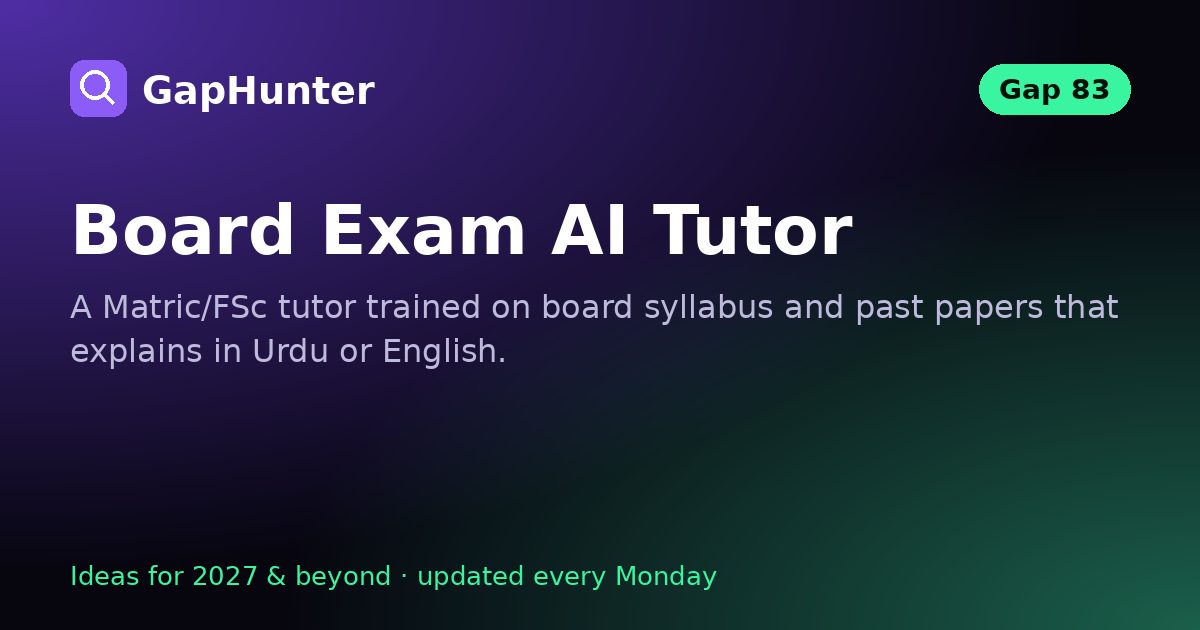 GapHunter
Gap 83
Board Exam AI Tutor
A Matric/FSc tutor trained on board syllabus and past papers that
explains in Urdu or English.
Ideas for 2027 & beyond · updated every Monday